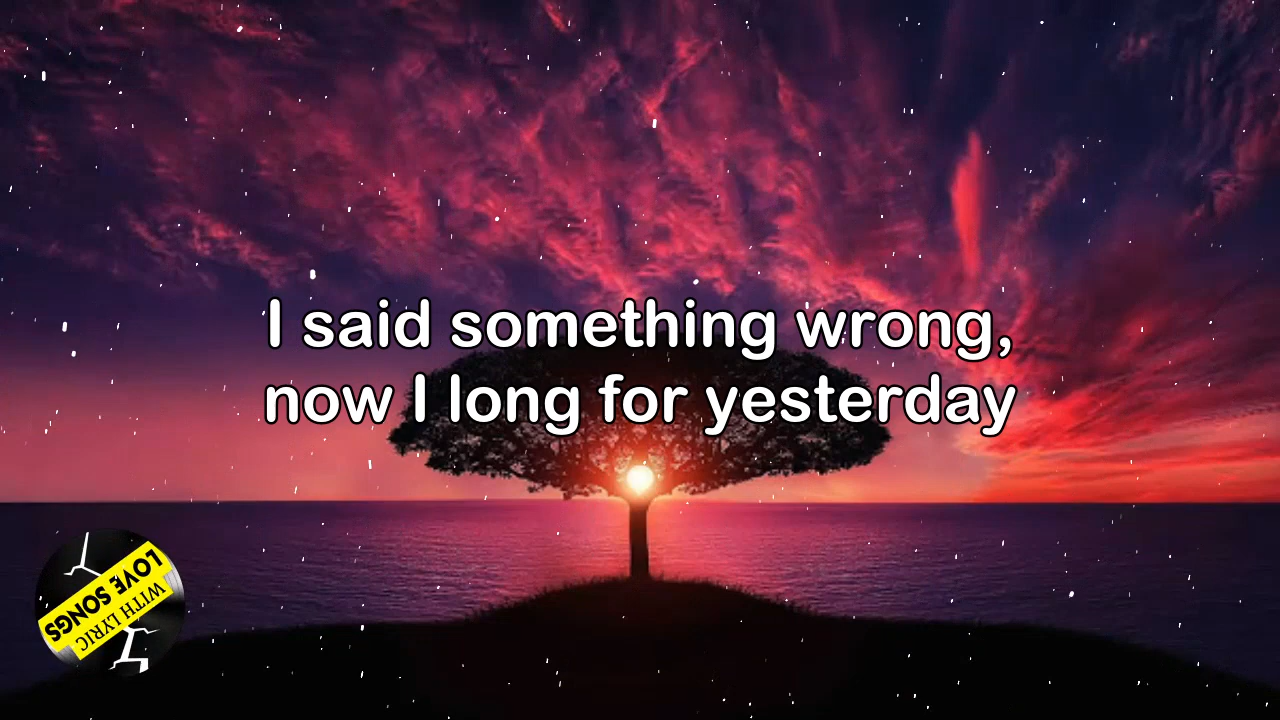 I said something wrong,
now I long for yesterday
LOVE SONGS
WITH LYRIC